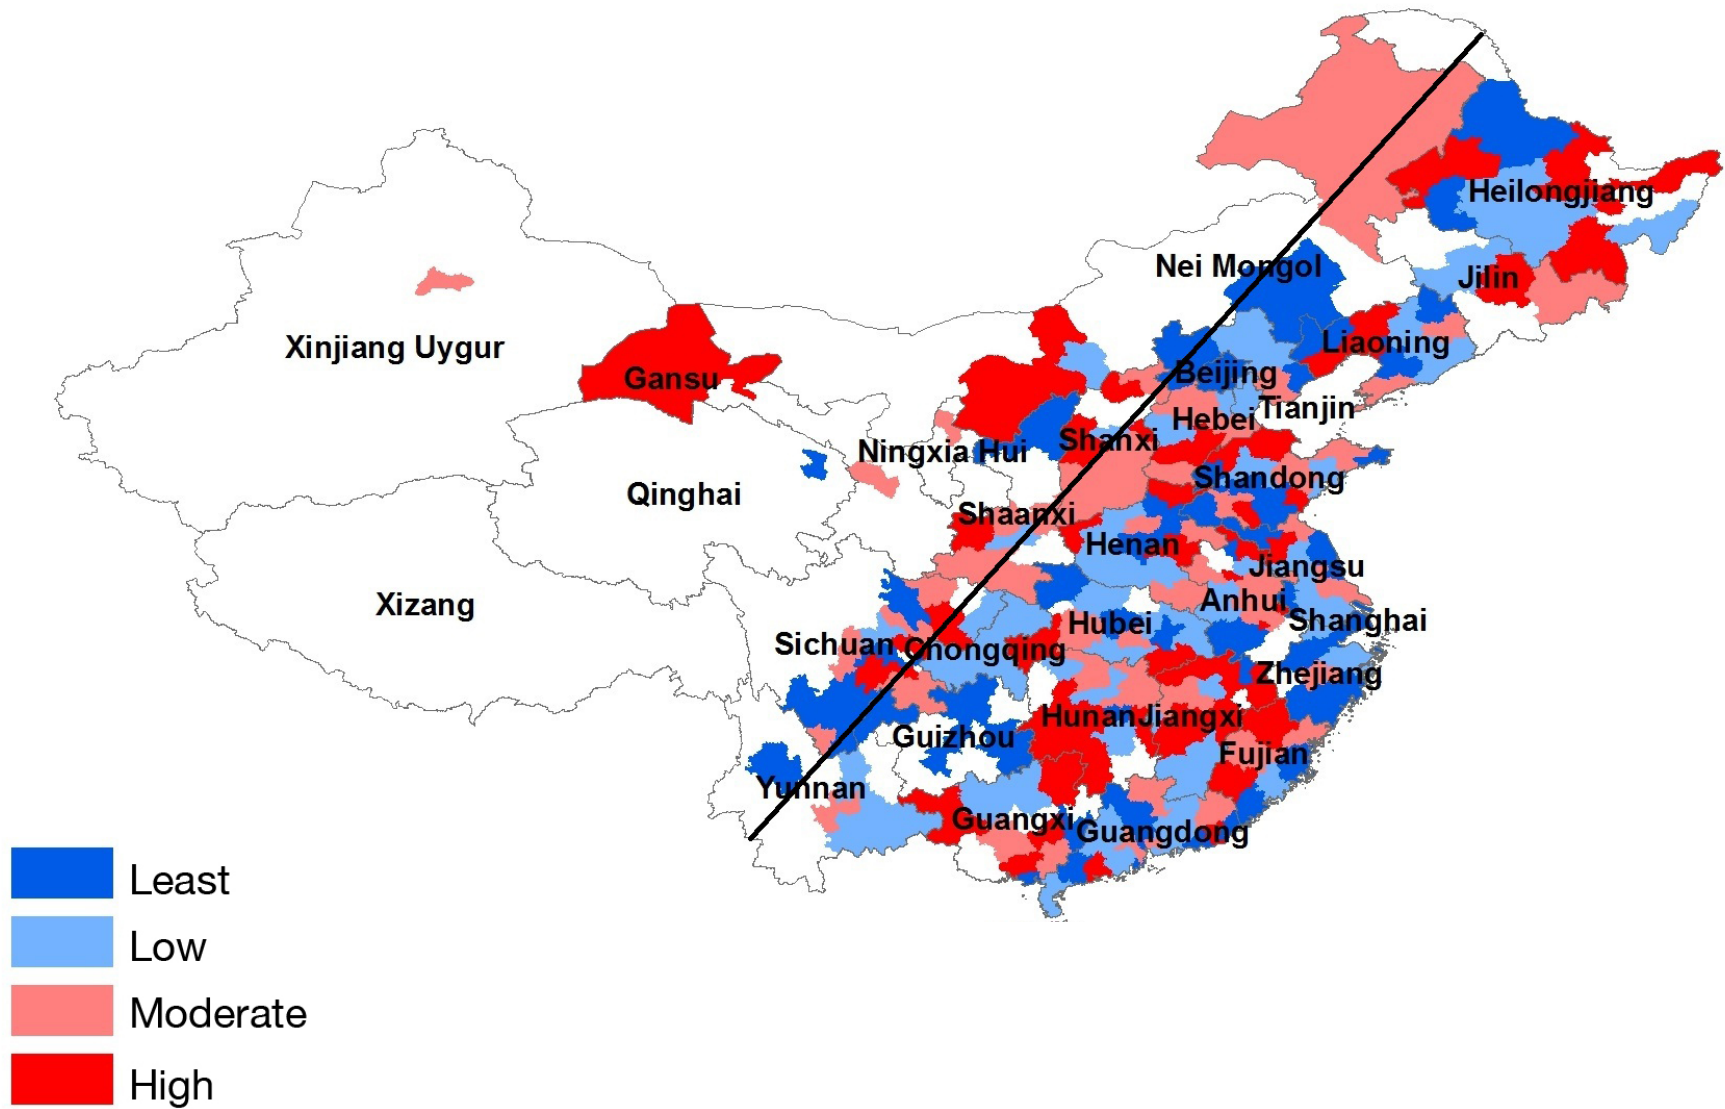 Heilongjiang
Nei Mongol
Jilin
Liaoning
Xinjiang Uygur
Beijing
Gansu
Tianjin
Hebei
Shanxi
Ningxia Hui
Shandong
Qinghai
Shaanxi
Henan
Jiangsu
Xizang
Anhui
Shanghai
Hubei
Sichuan
Chongqing
Zhejiang
Hunan
Jiangxi
Guizhou
Fujian
Yunnan
Guangxi
Guangdong
Least
Low
Moderate
High